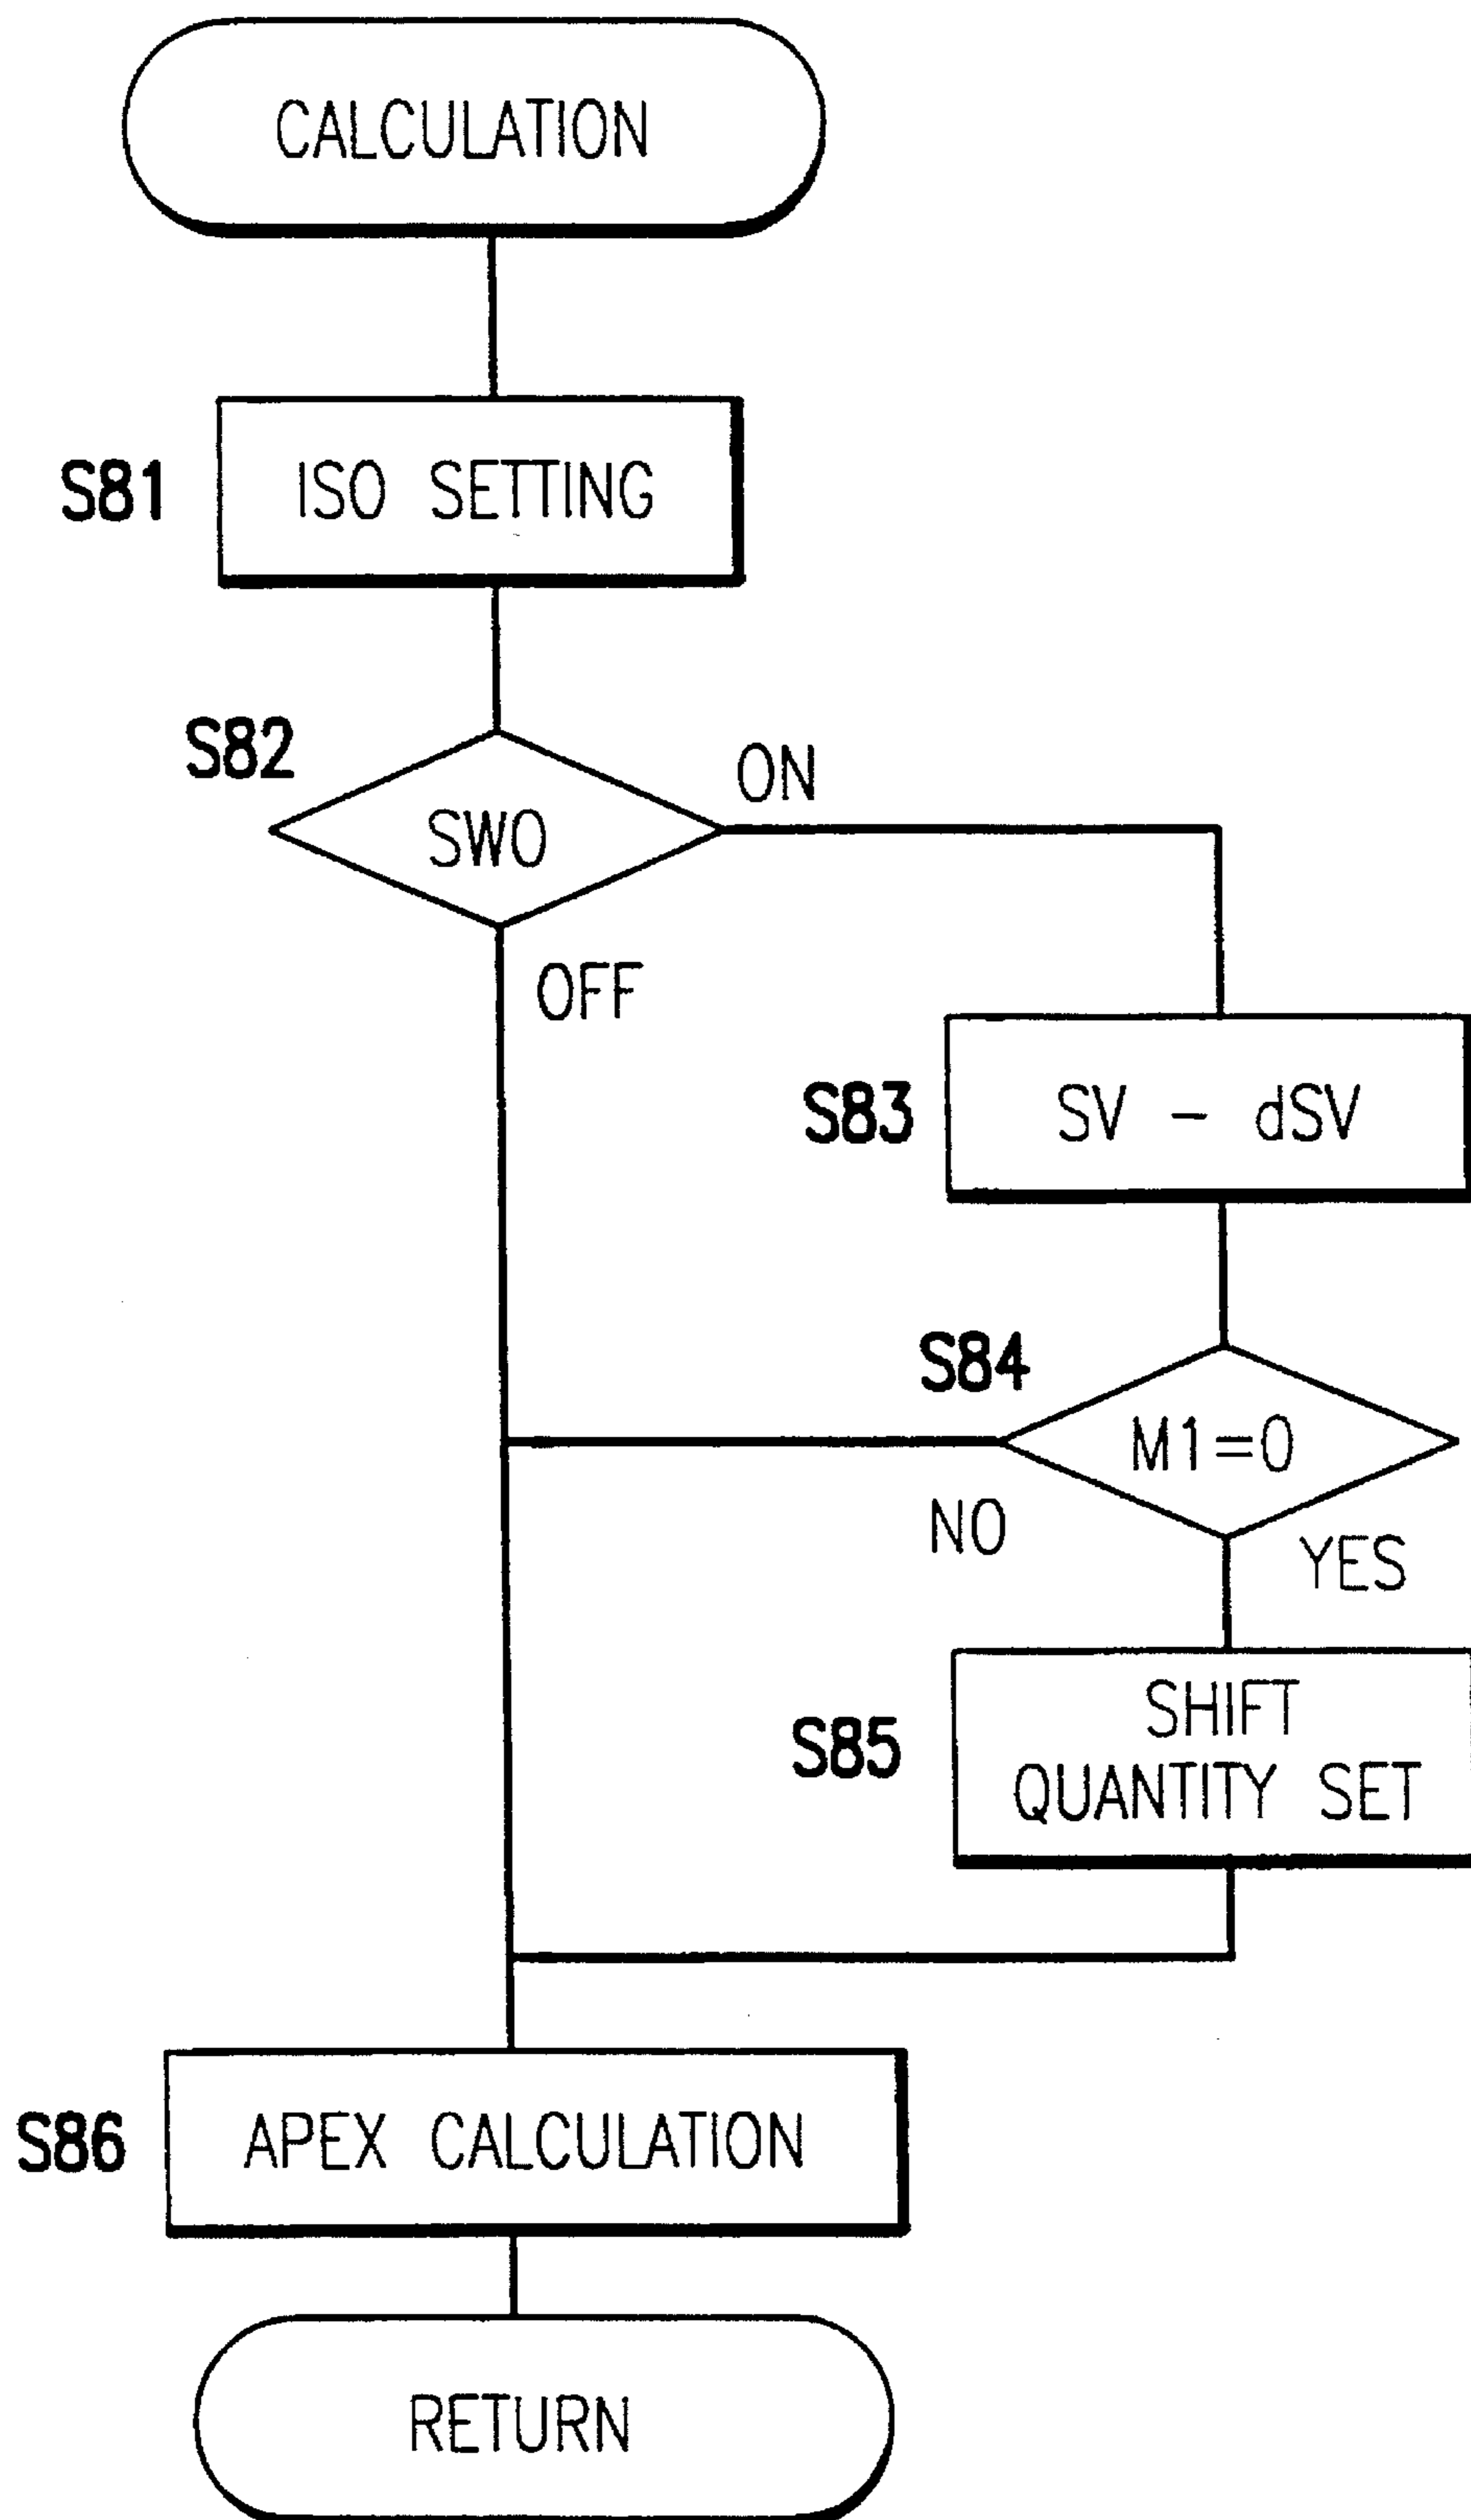 CALCULATION
S81
ISO SETTING
S82
ON
SWO
OFF
S83
SV - dSV
S84
M1=0
NO
YES
S85
SHIFT
QUANTITY SET
S86
APEX CALCULATION
RETURN